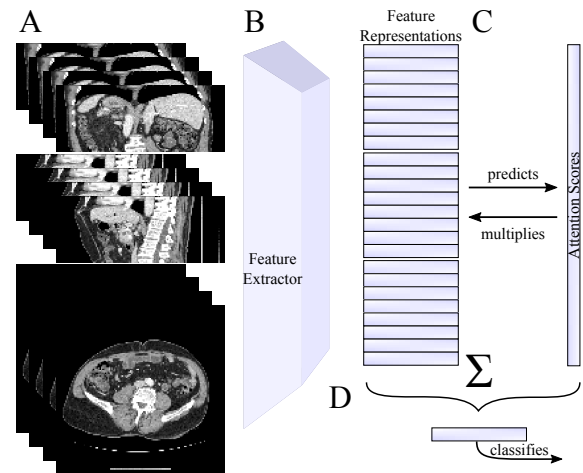 A
B
Feature
Representations
C
predicts
multiplies
Attention Scores
Feature
Extractor
Σ
D
classifies